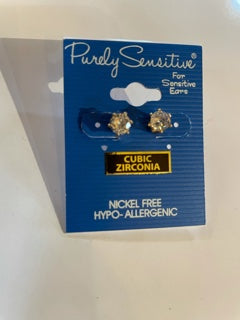 Purely Sensitive®
For
Sensitive
Ears
CUBIC
ZIRCONIA
NICKEL FREE
HYPO-ALLERGENIC